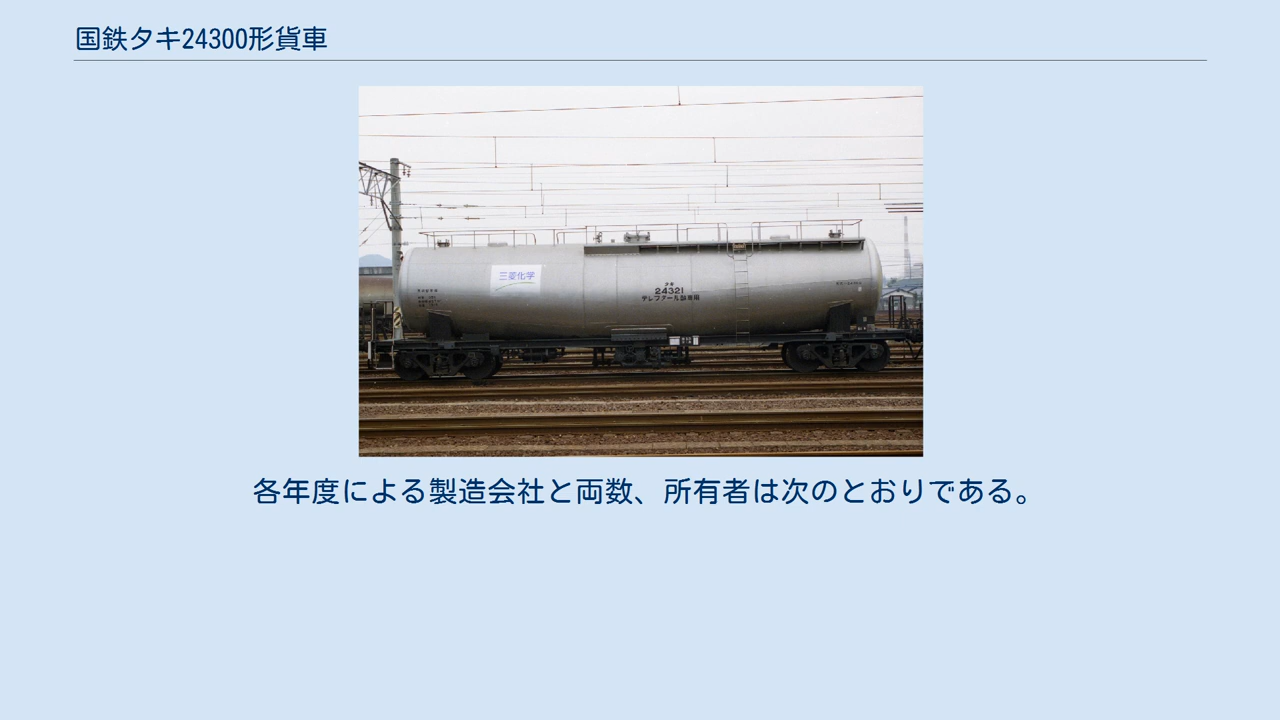 国鉄タキ24300形貨車
三菱化学
タキ
24321
テレフタール酸専用
各年度による製造会社と両数、所有者は次のとおりである。